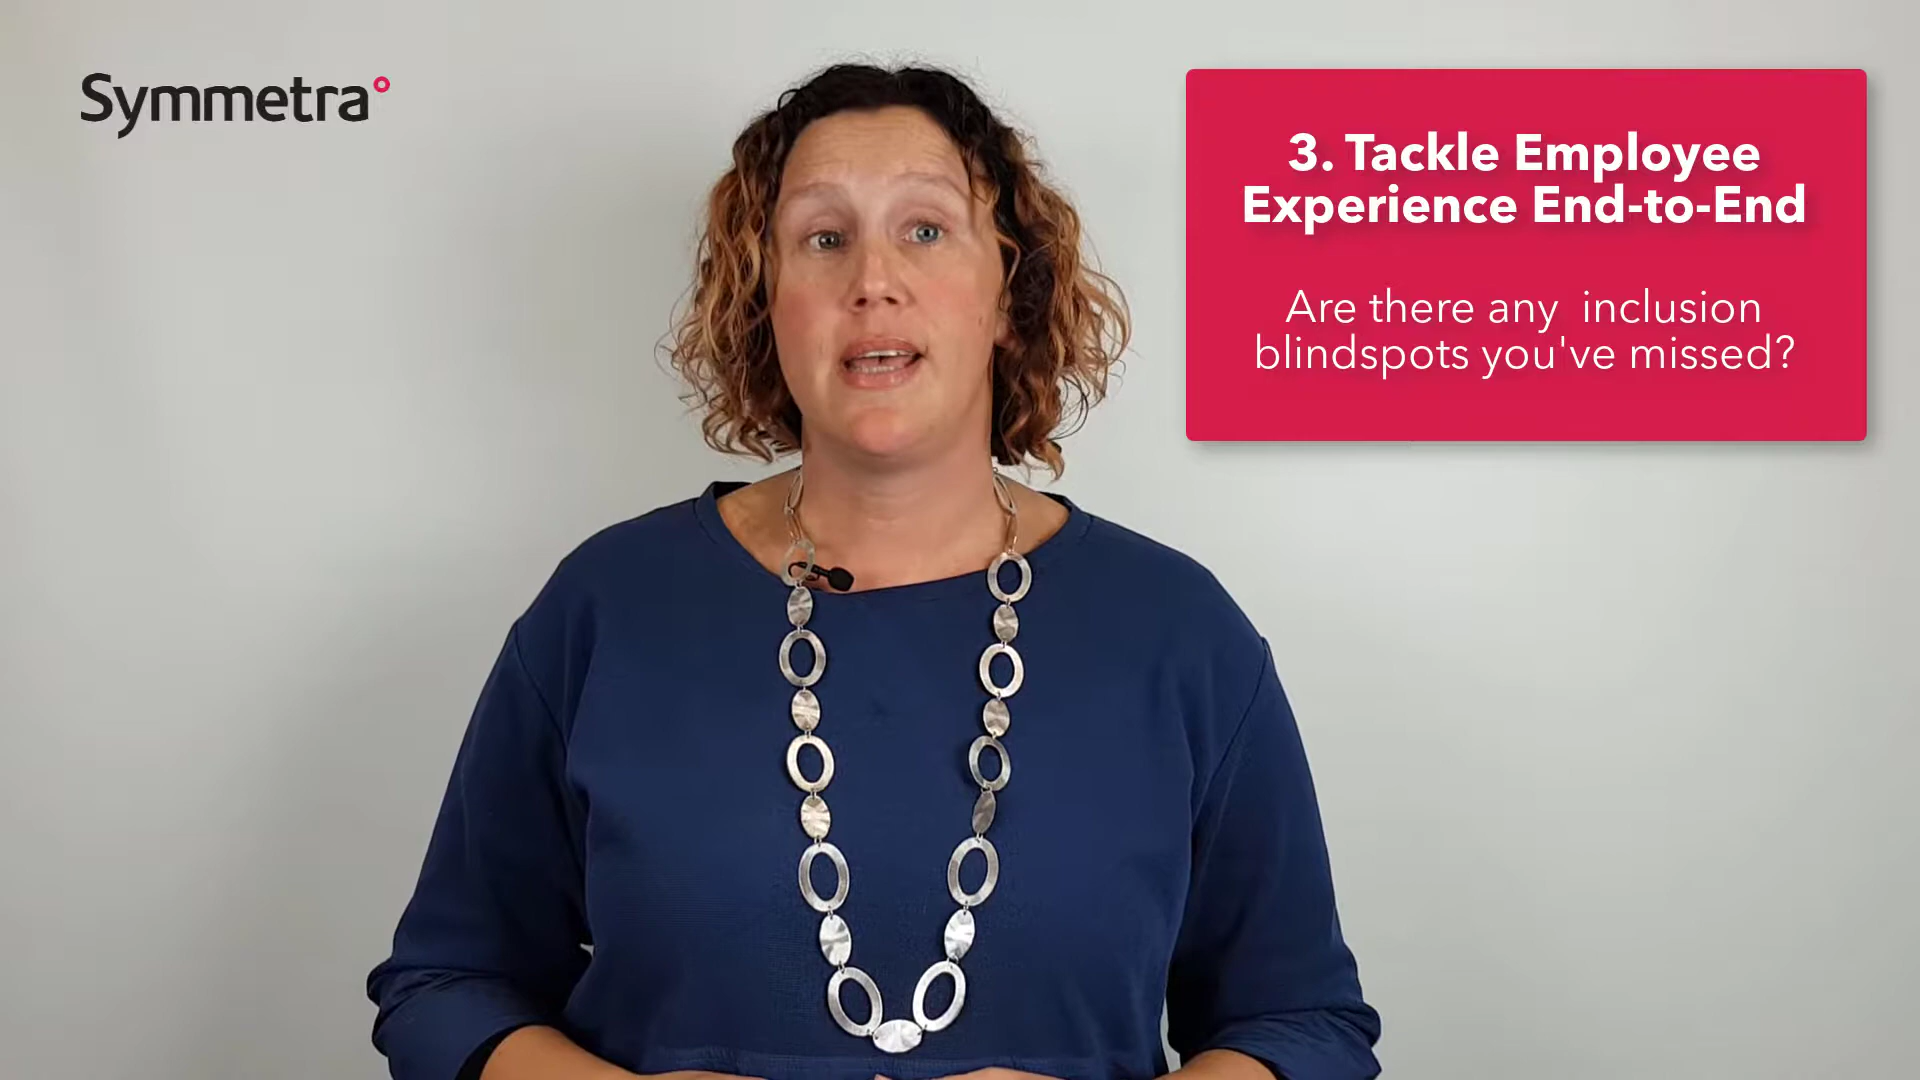 Symmetra
3. Tackle Employee
Experience End-to-End
Are there any  inclusion
blindspots you've missed?